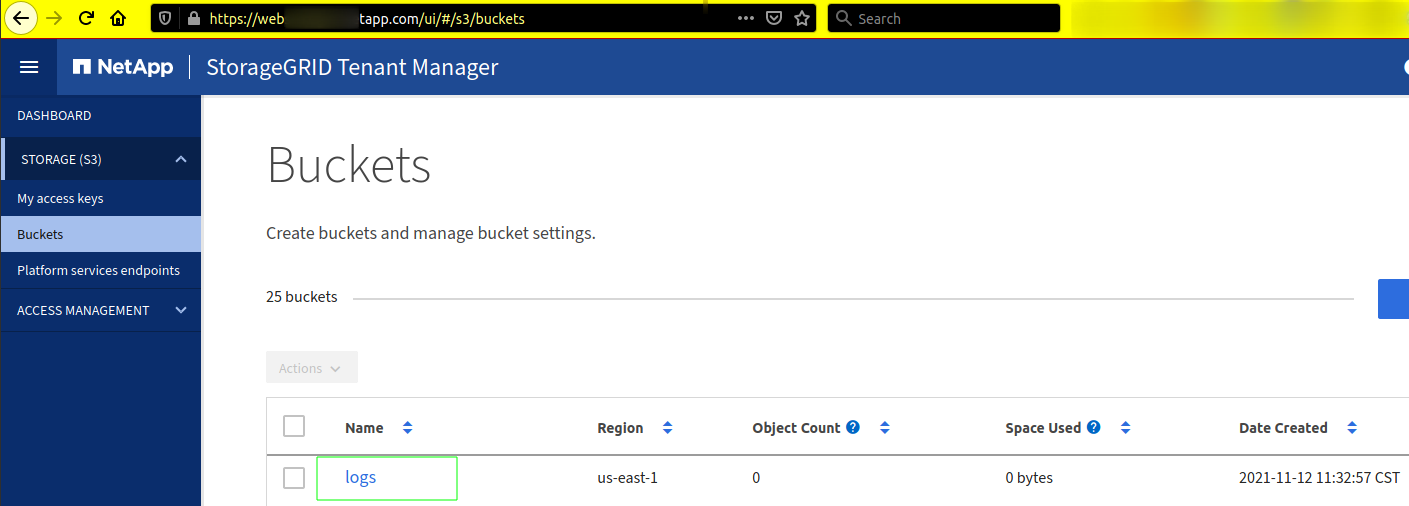 https://web tapp.com/ui/#/s3/buckets
Search
NetApp
StorageGRID Tenant Manager
DASHBOARD
STORAGE (S3)
My access keys
Buckets
Platform services endpoints
ACCESS MANAGEMENT
Buckets
Create buckets and manage bucket settings.
25 buckets
Actions
Name Region Object Count ? Space Used ? Date Created
logs us-east-1 0 0 bytes 2021-11-12 11:32:57 CST